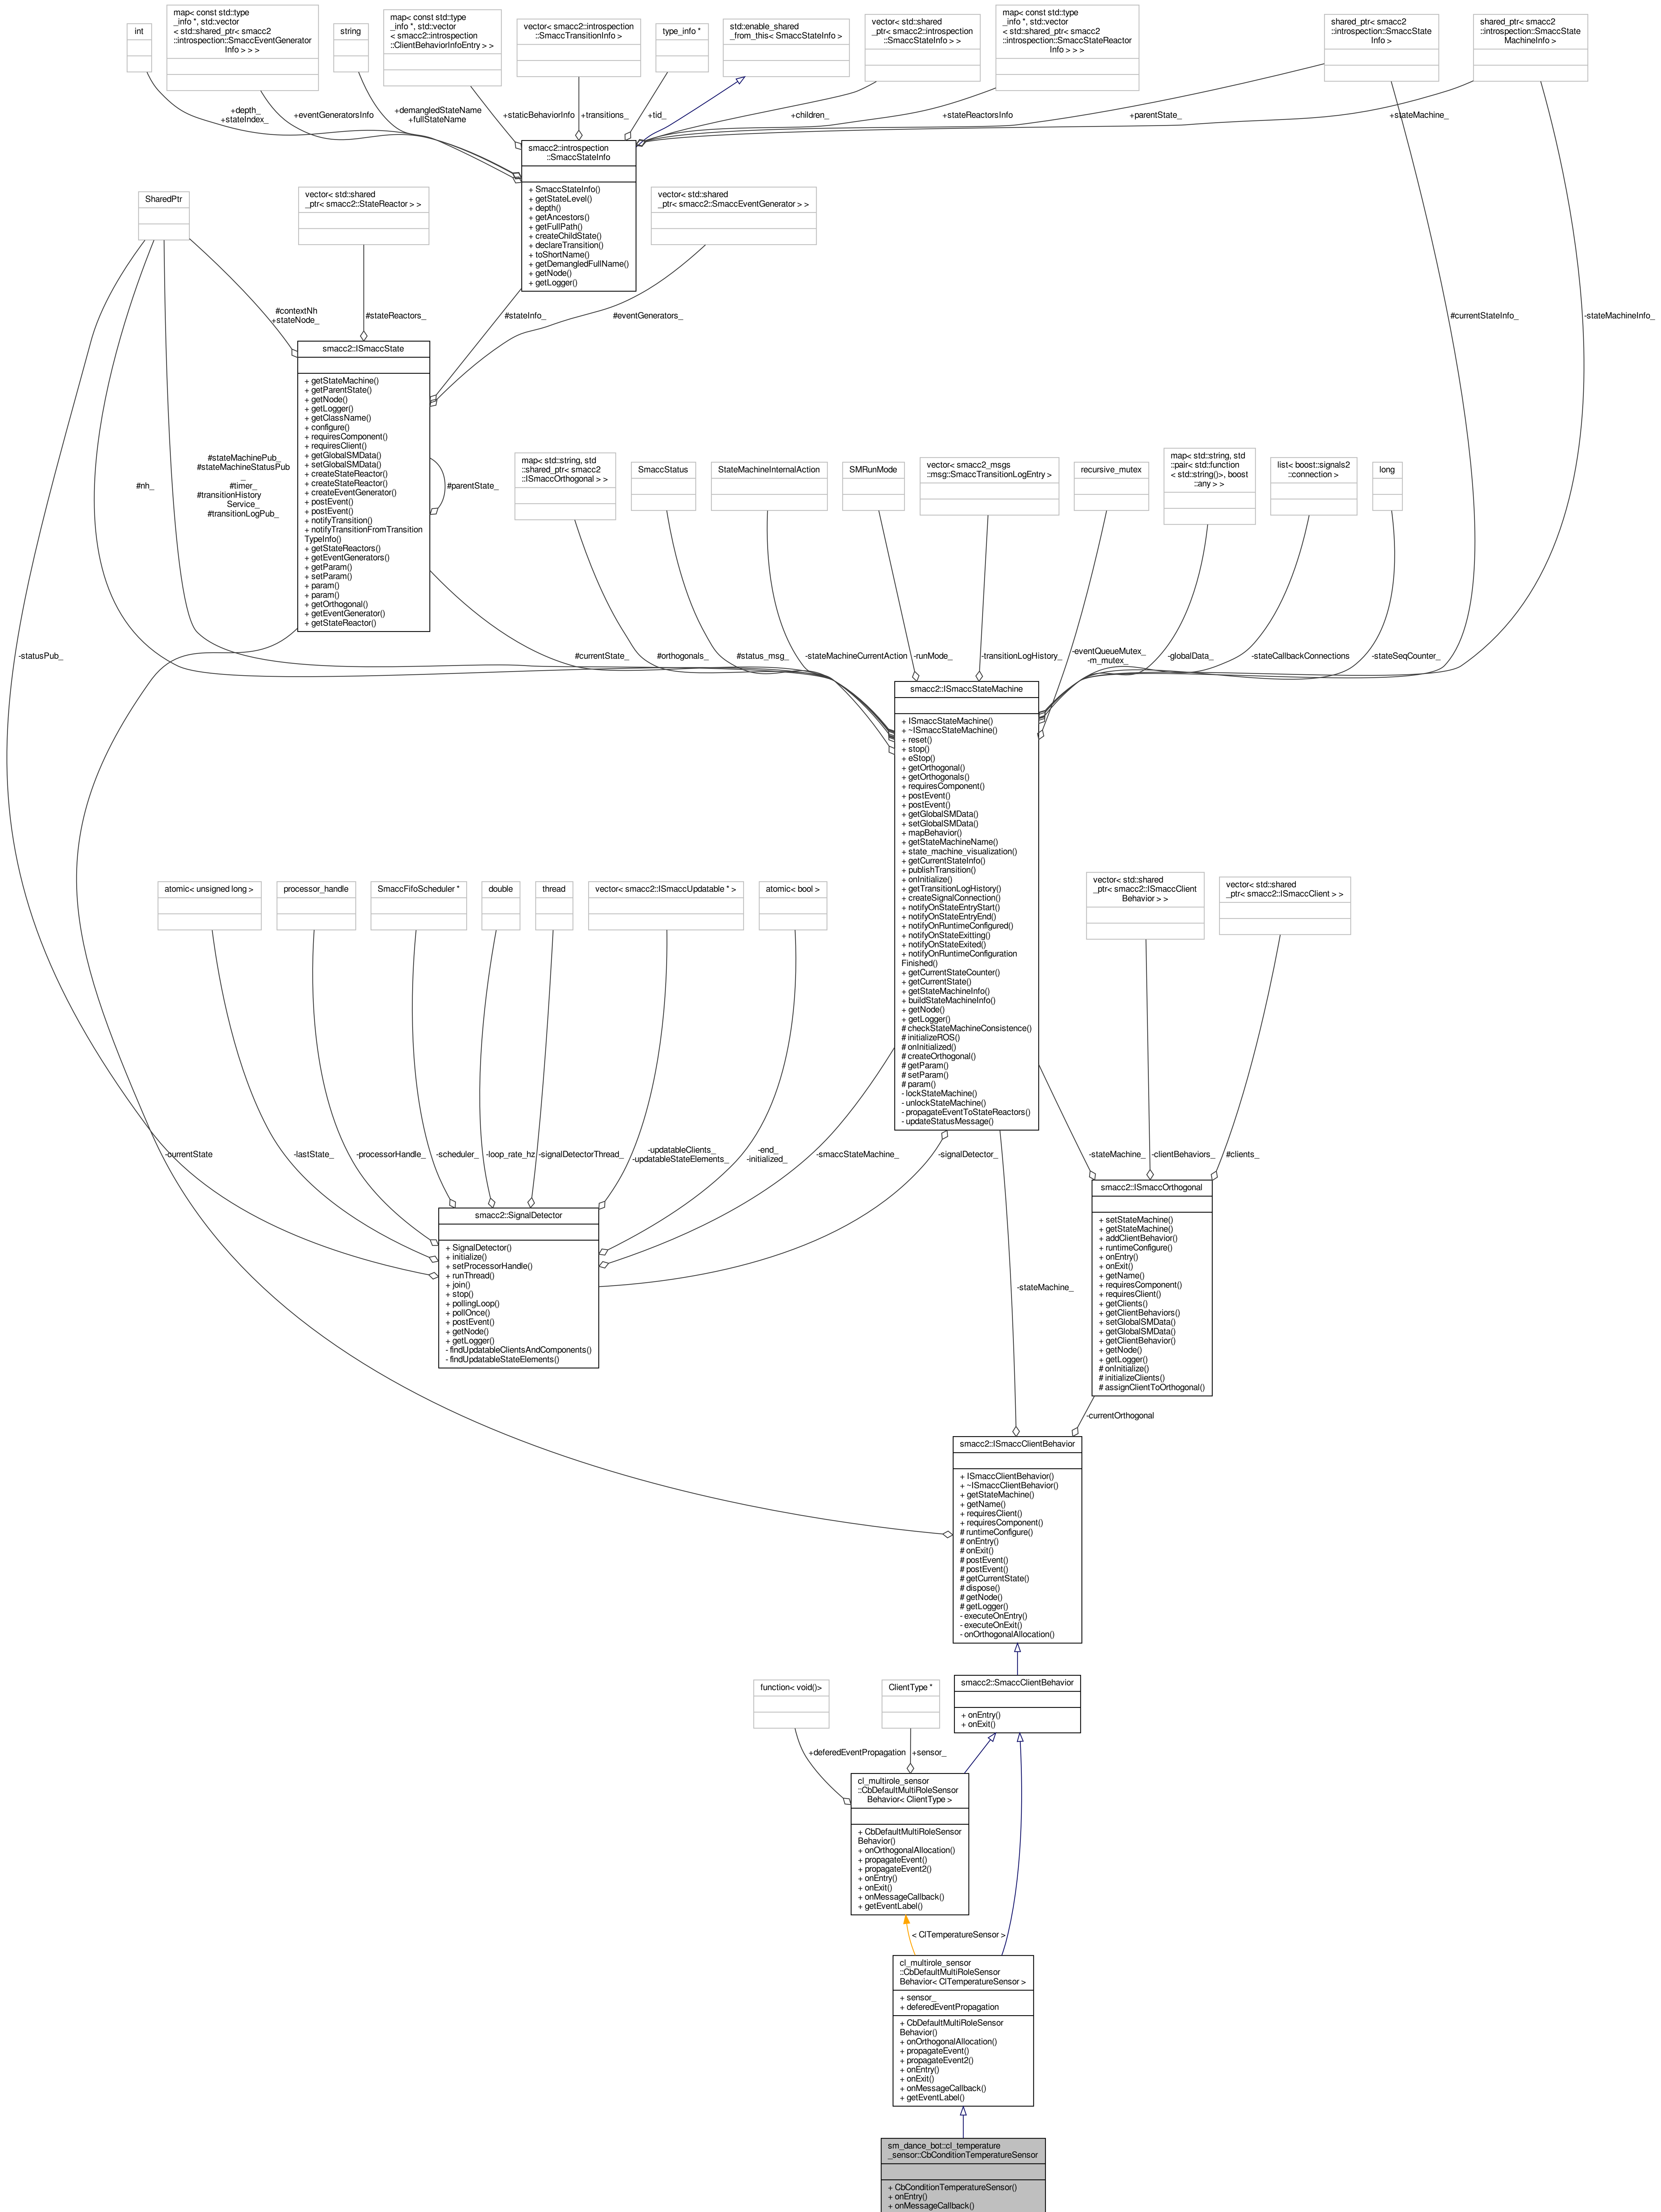 int
map< const std::type
_info *, std::vector
< std::shared_ptr< smacc2
::introspection::SmaccEventGenerator
Info > > >
string
map< const std::type
_info *, std::vector
< smacc2::introspection
::ClientBehaviorInfoEntry > >
vector< smacc2::introspection
::SmaccTransitionInfo >
type_info *
std::enable_shared
_from_this< SmaccStateInfo >
vector< std::shared
_ptr< smacc2::introspection
::SmaccStateInfo > >
map< const std::type
_info *, std::vector
< std::shared_ptr< smacc2
::introspection::SmaccStateReactor
Info > > >
shared_ptr< smacc2
::introspection::SmaccState
Info >
shared_ptr< smacc2
::introspection::SmaccState
MachineInfo >
+depth_
+stateIndex_
+eventGeneratorsInfo
+demangledStateName
+fullStateName
+staticBehaviorInfo
+transitions_
+tid_
+children_
+stateReactorsInfo
+parentState_
+stateMachine_
smacc2::introspection
::SmaccStateInfo
+ SmaccStateInfo()
+ getStateLevel()
+ depth()
+ getAncestors()
+ getFullPath()
+ createChildState()
+ declareTransition()
+ toShortName()
+ getDemangledFullName()
+ getNode()
+ getLogger()
SharedPtr
vector< std::shared
_ptr< smacc2::StateReactor > >
vector< std::shared
_ptr< smacc2::SmaccEventGenerator > >
#contextNh
+stateNode_
#stateReactors_
#stateInfo_
#eventGenerators_
#currentStateInfo_
-stateMachineInfo_
smacc2::ISmaccState
+ getStateMachine()
+ getParentState()
+ getNode()
+ getLogger()
+ getClassName()
+ configure()
+ requiresComponent()
+ requiresClient()
+ getGlobalSMData()
+ setGlobalSMData()
+ createStateReactor()
+ createStateReactor()
+ createEventGenerator()
+ postEvent()
+ postEvent()
+ notifyTransition()
+ notifyTransitionFromTransition
TypeInfo()
+ getStateReactors()
+ getEventGenerators()
+ getParam()
+ setParam()
+ param()
+ param()
+ getOrthogonal()
+ getEventGenerator()
+ getStateReactor()
#parentState_
#nh_
#stateMachinePub_
#stateMachineStatusPub
_
#timer_
#transitionHistory
Service_
#transitionLogPub_
map< std::string, std
::shared_ptr< smacc2
::ISmaccOrthogonal > >
SmaccStatus
StateMachineInternalAction
SMRunMode
vector< smacc2_msgs
::msg::SmaccTransitionLogEntry >
recursive_mutex
map< std::string, std
::pair< std::function
< std::string()>, boost
::any > >
list< boost::signals2
::connection >
long
-statusPub_
#currentState_
#orthogonals_
#status_msg_
-stateMachineCurrentAction
-runMode_
-transitionLogHistory_
-eventQueueMutex_
-m_mutex_
-globalData_
-stateCallbackConnections
-stateSeqCounter_
smacc2::ISmaccStateMachine
+ ISmaccStateMachine()
+ ~ISmaccStateMachine()
+ reset()
+ stop()
+ eStop()
+ getOrthogonal()
+ getOrthogonals()
+ requiresComponent()
+ postEvent()
+ postEvent()
+ getGlobalSMData()
+ setGlobalSMData()
+ mapBehavior()
+ getStateMachineName()
+ state_machine_visualization()
+ getCurrentStateInfo()
+ publishTransition()
+ onInitialize()
+ getTransitionLogHistory()
+ createSignalConnection()
+ notifyOnStateEntryStart()
+ notifyOnStateEntryEnd()
+ notifyOnRuntimeConfigured()
+ notifyOnStateExitting()
+ notifyOnStateExited()
+ notifyOnRuntimeConfiguration
Finished()
+ getCurrentStateCounter()
+ getCurrentState()
+ getStateMachineInfo()
+ buildStateMachineInfo()
+ getNode()
+ getLogger()
# checkStateMachineConsistence()
# initializeROS()
# onInitialized()
# createOrthogonal()
# getParam()
# setParam()
# param()
- lockStateMachine()
- unlockStateMachine()
- propagateEventToStateReactors()
- updateStatusMessage()
atomic< unsigned long >
processor_handle
SmaccFifoScheduler *
double
thread
vector< smacc2::ISmaccUpdatable * >
atomic< bool >
vector< std::shared
_ptr< smacc2::ISmaccClient
Behavior > >
vector< std::shared
_ptr< smacc2::ISmaccClient > >
-currentState
-lastState_
-processorHandle_
-scheduler_
-loop_rate_hz
-signalDetectorThread_
-updatableClients_
-updatableStateElements_
-end_
-initialized_
-smaccStateMachine_
-signalDetector_
-stateMachine_
-clientBehaviors_
#clients_
smacc2::SignalDetector
+ SignalDetector()
+ initialize()
+ setProcessorHandle()
+ runThread()
+ join()
+ stop()
+ pollingLoop()
+ pollOnce()
+ postEvent()
+ getNode()
+ getLogger()
- findUpdatableClientsAndComponents()
- findUpdatableStateElements()
-stateMachine_
smacc2::ISmaccOrthogonal
+ setStateMachine()
+ getStateMachine()
+ addClientBehavior()
+ runtimeConfigure()
+ onEntry()
+ onExit()
+ getName()
+ requiresComponent()
+ requiresClient()
+ getClients()
+ getClientBehaviors()
+ setGlobalSMData()
+ getGlobalSMData()
+ getClientBehavior()
+ getNode()
+ getLogger()
# onInitialize()
# initializeClients()
# assignClientToOrthogonal()
-currentOrthogonal
smacc2::ISmaccClientBehavior
+ ISmaccClientBehavior()
+ ~ISmaccClientBehavior()
+ getStateMachine()
+ getName()
+ requiresClient()
+ requiresComponent()
# runtimeConfigure()
# onEntry()
# onExit()
# postEvent()
# postEvent()
# getCurrentState()
# dispose()
# getNode()
# getLogger()
- executeOnEntry()
- executeOnExit()
- onOrthogonalAllocation()
function< void()>
ClientType *
smacc2::SmaccClientBehavior
+ onEntry()
+ onExit()
+deferedEventPropagation
+sensor_
cl_multirole_sensor
::CbDefaultMultiRoleSensor
Behavior< ClientType >
+ CbDefaultMultiRoleSensor
Behavior()
+ onOrthogonalAllocation()
+ propagateEvent()
+ propagateEvent2()
+ onEntry()
+ onExit()
+ onMessageCallback()
+ getEventLabel()
< ClTemperatureSensor >
cl_multirole_sensor
::CbDefaultMultiRoleSensor
Behavior< ClTemperatureSensor >
+ sensor_
+ deferedEventPropagation
+ CbDefaultMultiRoleSensor
Behavior()
+ onOrthogonalAllocation()
+ propagateEvent()
+ propagateEvent2()
+ onEntry()
+ onExit()
+ onMessageCallback()
+ getEventLabel()
sm_dance_bot::cl_temperature
_sensor::CbConditionTemperatureSensor
+ CbConditionTemperatureSensor()
+ onEntry()
+ onMessageCallback()